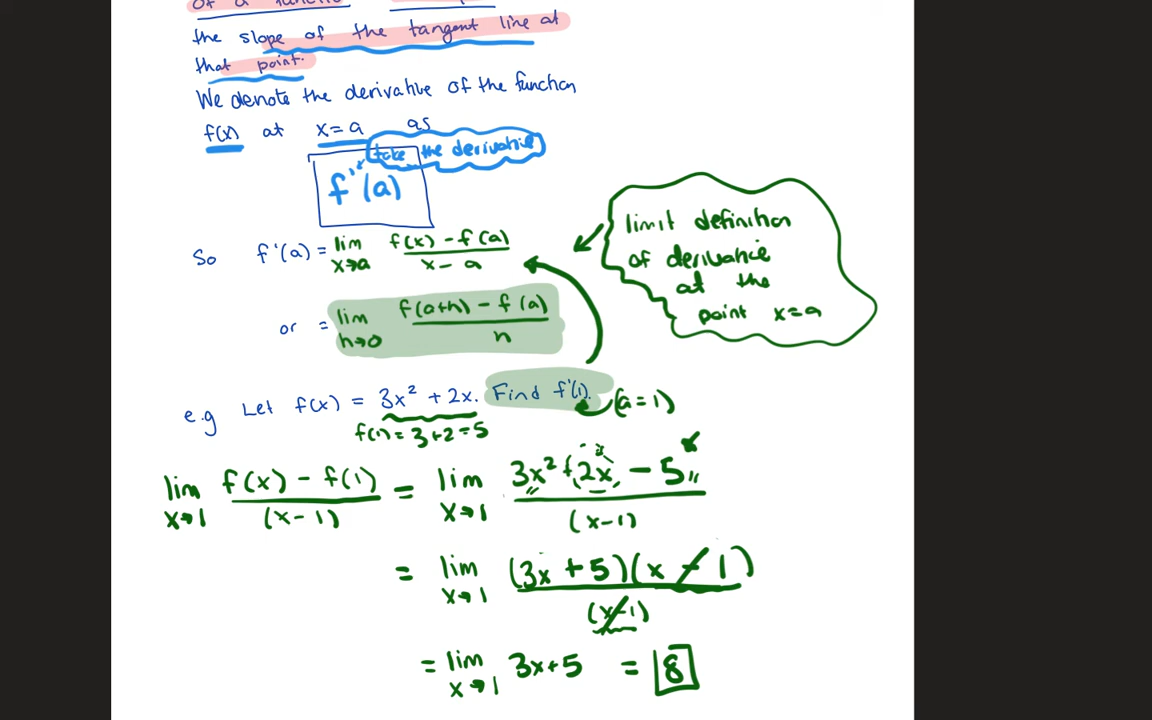 of a function
the slope of the tangent line at
that point.
We denote the derivative of the function
f(x) at x=a as
take the derivative
f'(a)
So f'(a) = lim x→a f(x) - f(a) / x - a
or = lim h→0 f(a+h) - f(a) / h
limit definition
of derivative
at the
point x=a
e.g Let f(x) = 3x² + 2x. Find f'(1).
(a=1)
f(1) = 3+2 = 5
lim x→1 f(x) - f(1) / (x-1) = lim x→1 3x² + 2x - 5 / (x-1)
= lim x→1 (3x + 5)(x - 1) / (x-1)
= lim x→1 3x+5 = 8